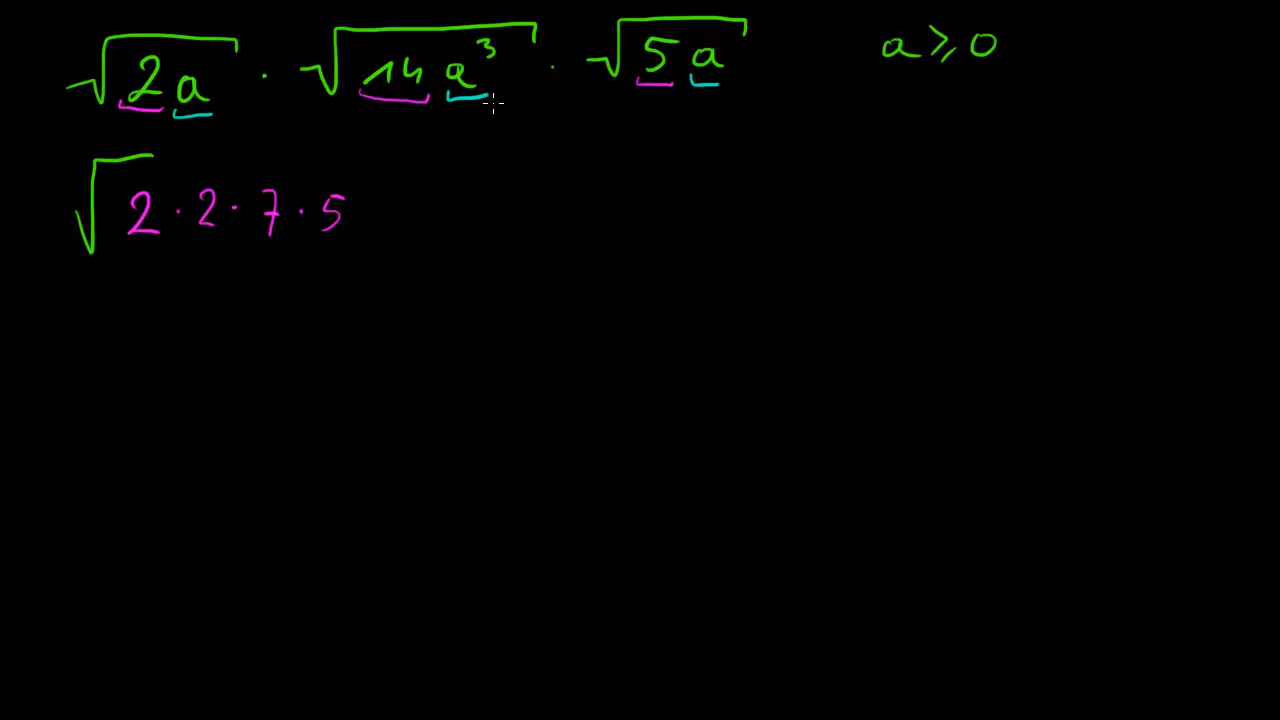 √2a · √14a³ · √5a a ⩾ 0
√2 · 2 · 7 · 5